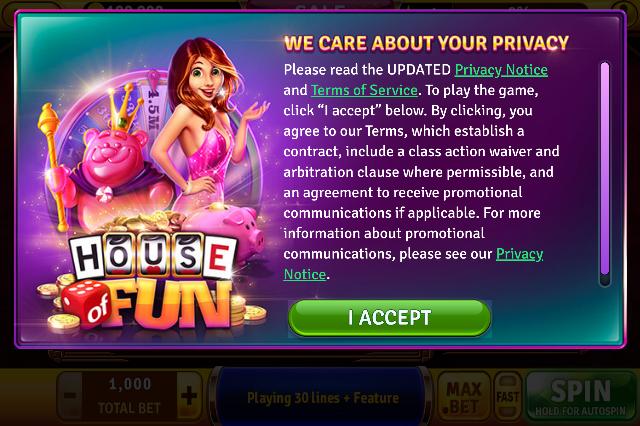 WE CARE ABOUT YOUR PRIVACY
Please read the UPDATED Privacy Notice
and Terms of Service. To play the game,
click “I accept” below. By clicking, you
agree to our Terms, which establish a
contract, include a class action waiver and
arbitration clause where permissible, and
an agreement to receive promotional
communications if applicable. For more
information about promotional
communications, please see our Privacy
Notice.
I ACCEPT
HOUSE
of FUN
1.5M
- 1,000 +
TOTAL BET
Playing 30 lines + Feature
MAX
.BET
FAST
SPIN
HOLD FOR AUTOSPIN